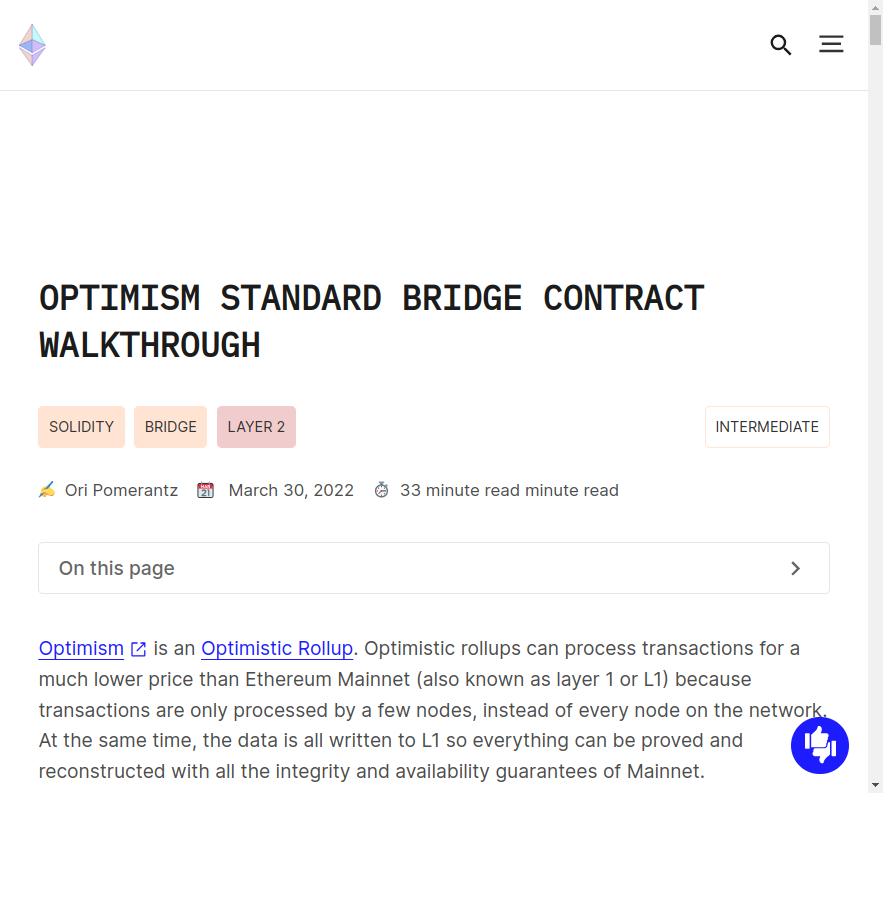 OPTIMISM STANDARD BRIDGE CONTRACT
WALKTHROUGH
SOLIDITY BRIDGE LAYER 2 INTERMEDIATE
Ori Pomerantz March 30, 2022 33 minute read minute read
On this page
Optimism is an Optimistic Rollup. Optimistic rollups can process transactions for a
much lower price than Ethereum Mainnet (also known as layer 1 or L1) because
transactions are only processed by a few nodes, instead of every node on the network.
At the same time, the data is all written to L1 so everything can be proved and
reconstructed with all the integrity and availability guarantees of Mainnet.